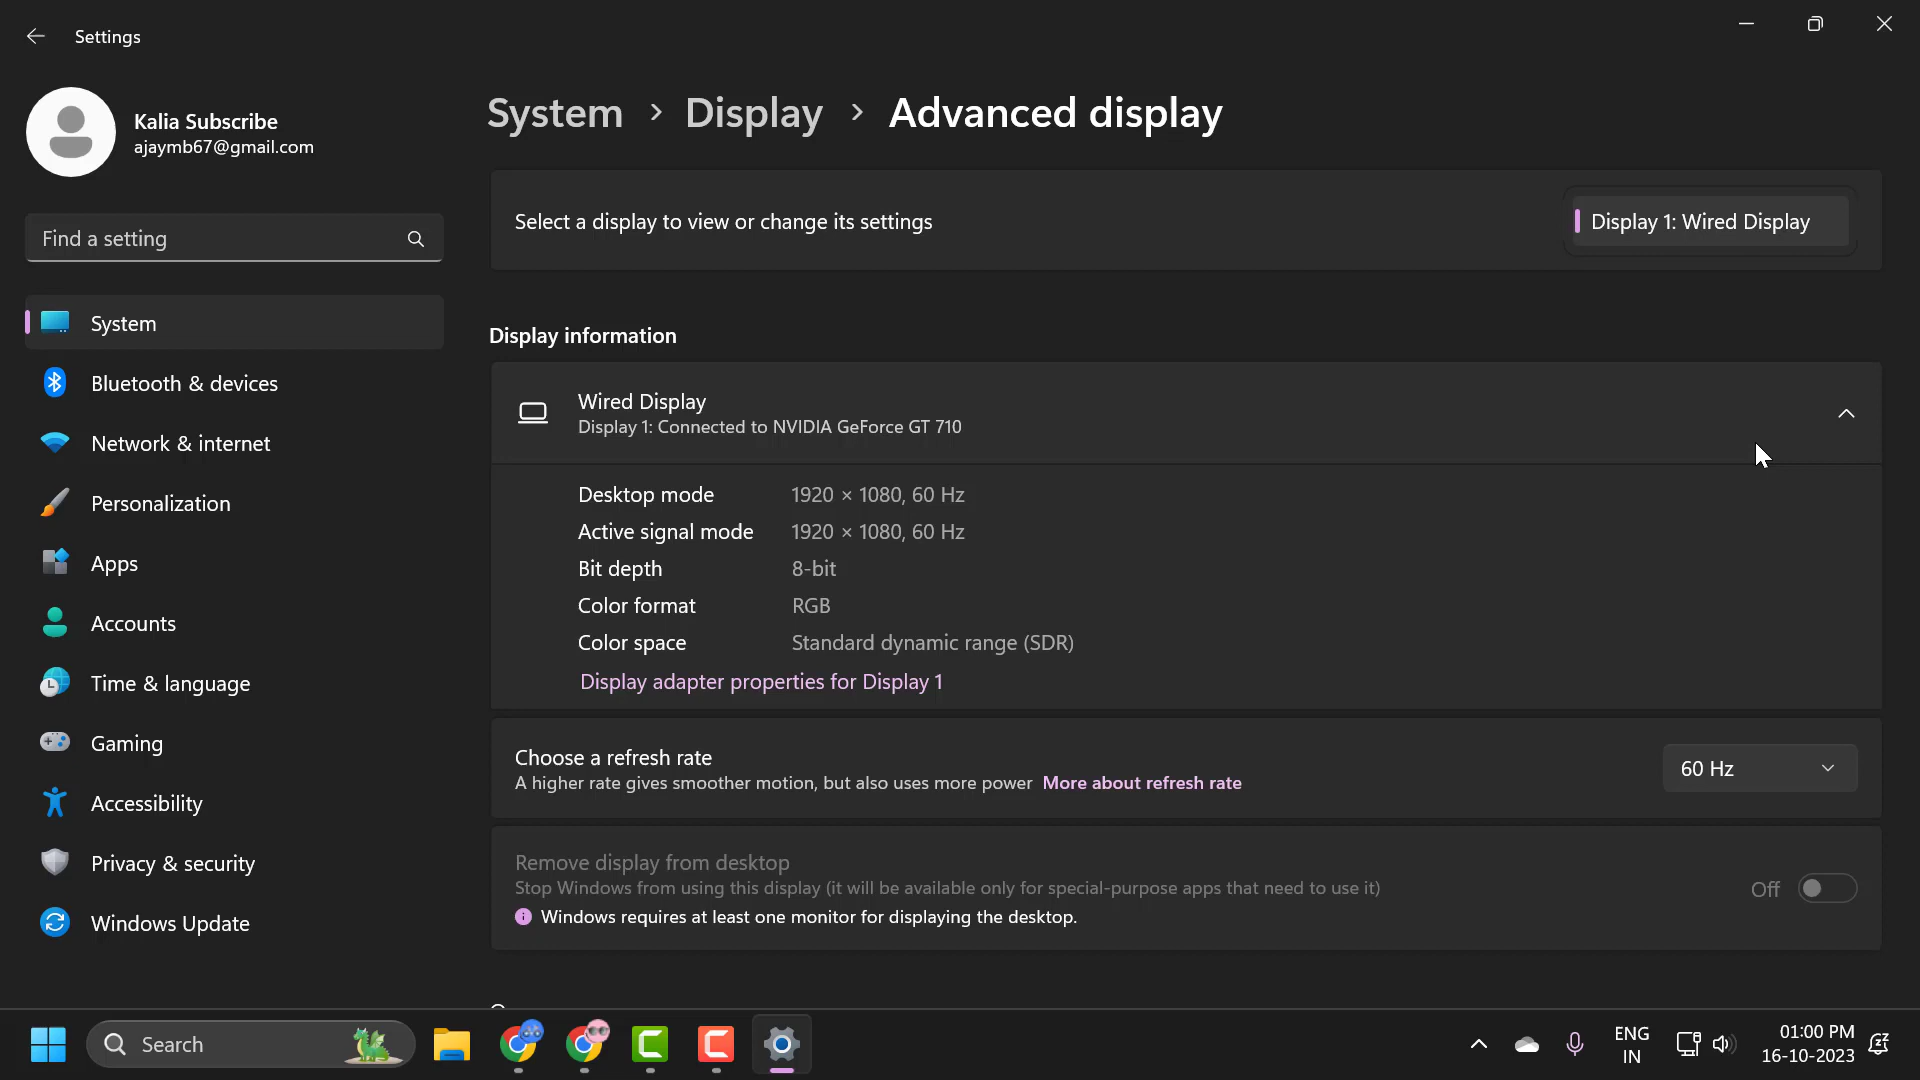 Settings
Kalia Subscribe
ajaymb67@gmail.com
Find a setting
System
Bluetooth & devices
Network & internet
Personalization
Apps
Accounts
Time & language
Gaming
Accessibility
Privacy & security
Windows Update
System > Display > Advanced display
Select a display to view or change its settings
Display 1: Wired Display
Display information
Wired Display
Display 1: Connected to NVIDIA GeForce GT 710
Desktop mode 1920 × 1080, 60 Hz
Active signal mode 1920 × 1080, 60 Hz
Bit depth 8-bit
Color format RGB
Color space Standard dynamic range (SDR)
Display adapter properties for Display 1
Choose a refresh rate
A higher rate gives smoother motion, but also uses more power More about refresh rate
60 Hz
Remove display from desktop
Stop Windows from using this display (it will be available only for special-purpose apps that need to use it)
Off
Windows requires at least one monitor for displaying the desktop.
Search
ENG
IN
01:00 PM
16-10-2023